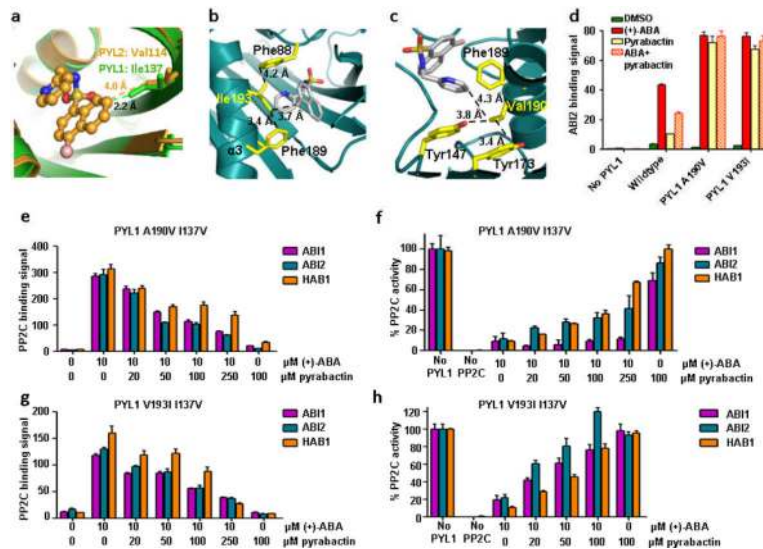 a
PYL2: Val114
PYL1: Ile137
4.0 Å
2.2 Å
b
Phe88
4.2 Å
Ile193
3.4 Å
3.7 Å
α3
Phe189
c
Phe189
4.3 Å
Val190
3.8 Å
3.4 Å
Tyr147
Tyr173
d
DMSO
(+)-ABA
Pyrabactin
ABA+
pyrabactin
ABI2 binding signal
100
80
60
40
20
0
No PYL1
Wildtype
PYL1 A190V
PYL1 V193I
e
PYL1 A190V I137V
PP2C binding signal
400
300
200
100
0
ABI1
ABI2
HAB1
0 10 10 10 10 10 0 µM (+)-ABA
0 0 20 50 100 250 100 µM pyrabactin
f
PYL1 A190V I137V
% PP2C activity
120
100
80
60
40
20
0
ABI1
ABI2
HAB1
No PYL1
No PP2C
10 10 10 10 10 0 µM (+)-ABA
0 20 50 100 250 100 µM pyrabactin
g
PYL1 V193I I137V
PP2C binding signal
200
150
100
50
0
ABI1
ABI2
HAB1
0 10 10 10 10 10 0 µM (+)-ABA
0 0 20 50 100 250 100 µM pyrabactin
h
PYL1 V193I I137V
% PP2C activity
120
100
80
60
40
20
0
ABI1
ABI2
HAB1
No PYL1
No PP2C
10 10 10 10 0 µM (+)-ABA
0 20 50 100 100 µM pyrabactin